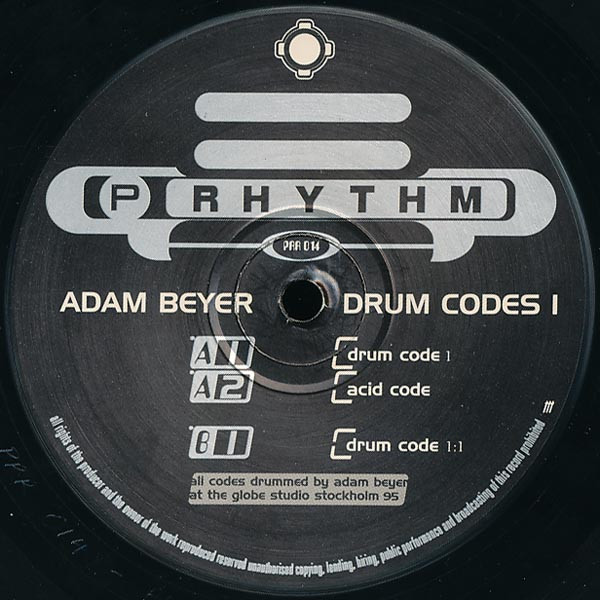 P RHYTHM
PRR 014
ADAM BEYER
DRUM CODES 1
A1 drum code 1
A2 acid code
B1 drum code 1:1
all codes drummed by adam beyer
at the globe studio stockholm 95
all rights of the producer and the owner of the work reproduced reserved unauthorised copying, lending, hiring, public performance and broadcasting of this record prohibited